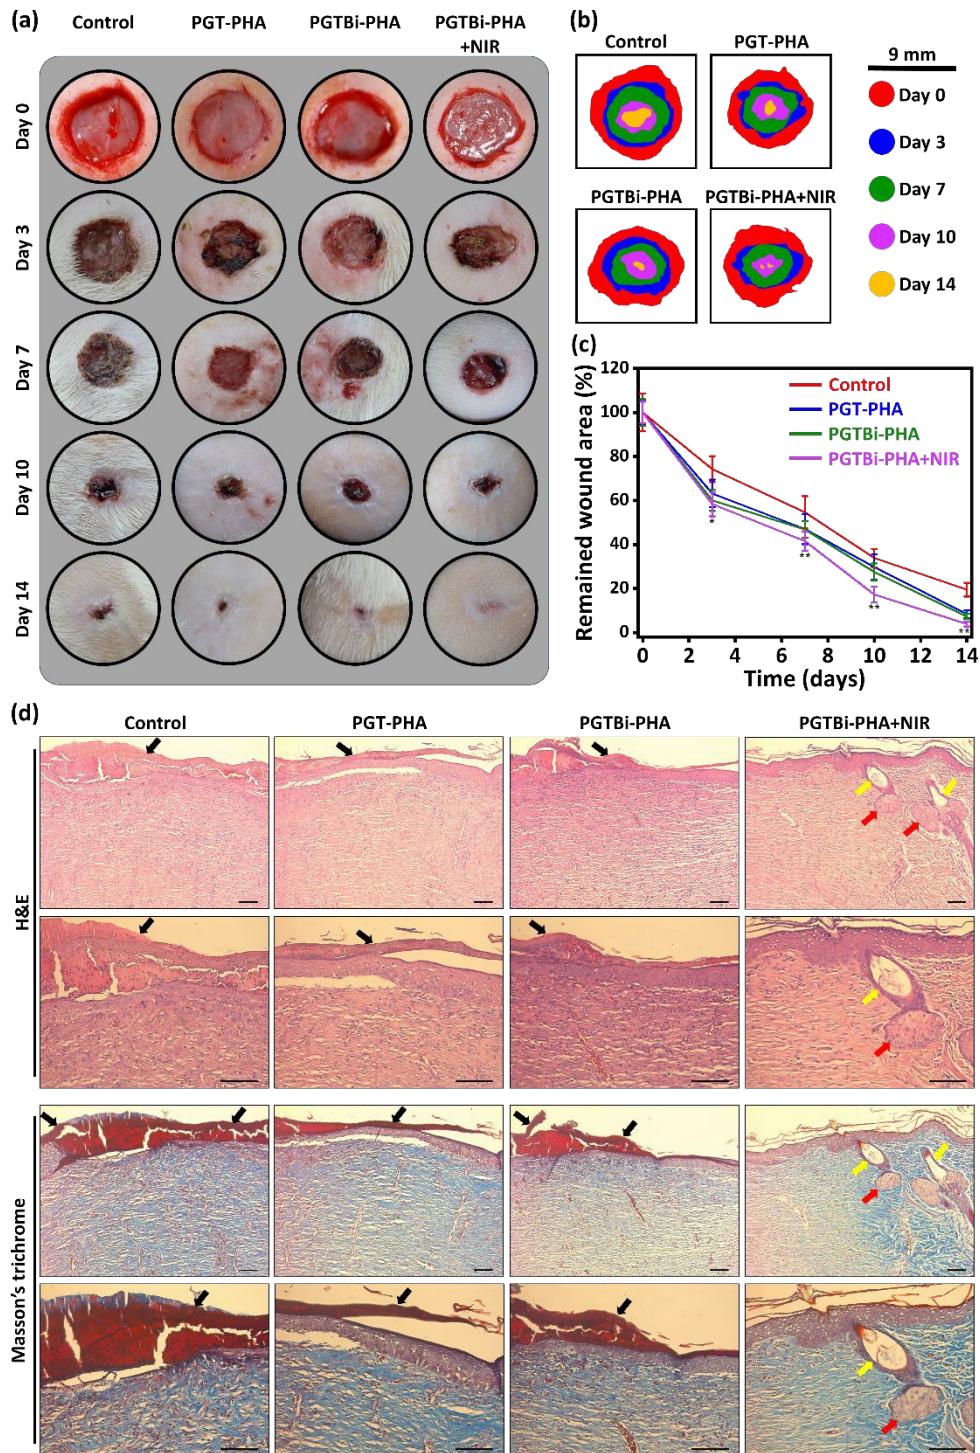 (a)
Control PGT-PHA PGTBi-PHA PGTBi-PHA
+NIR
Day 0
Day 3
Day 7
Day 10
Day 14
(b)
Control PGT-PHA
PGTBi-PHA PGTBi-PHA+NIR
9 mm
Day 0
Day 3
Day 7
Day 10
Day 14
(c)
Remained wound area (%)
120
100
80
60
40
20
0
Control
PGT-PHA
PGTBi-PHA
PGTBi-PHA+NIR
*
**
**
**
0 2 4 6 8 10 12 14
Time (days)
(d)
Control PGT-PHA PGTBi-PHA PGTBi-PHA+NIR
H&E
Masson's trichrome